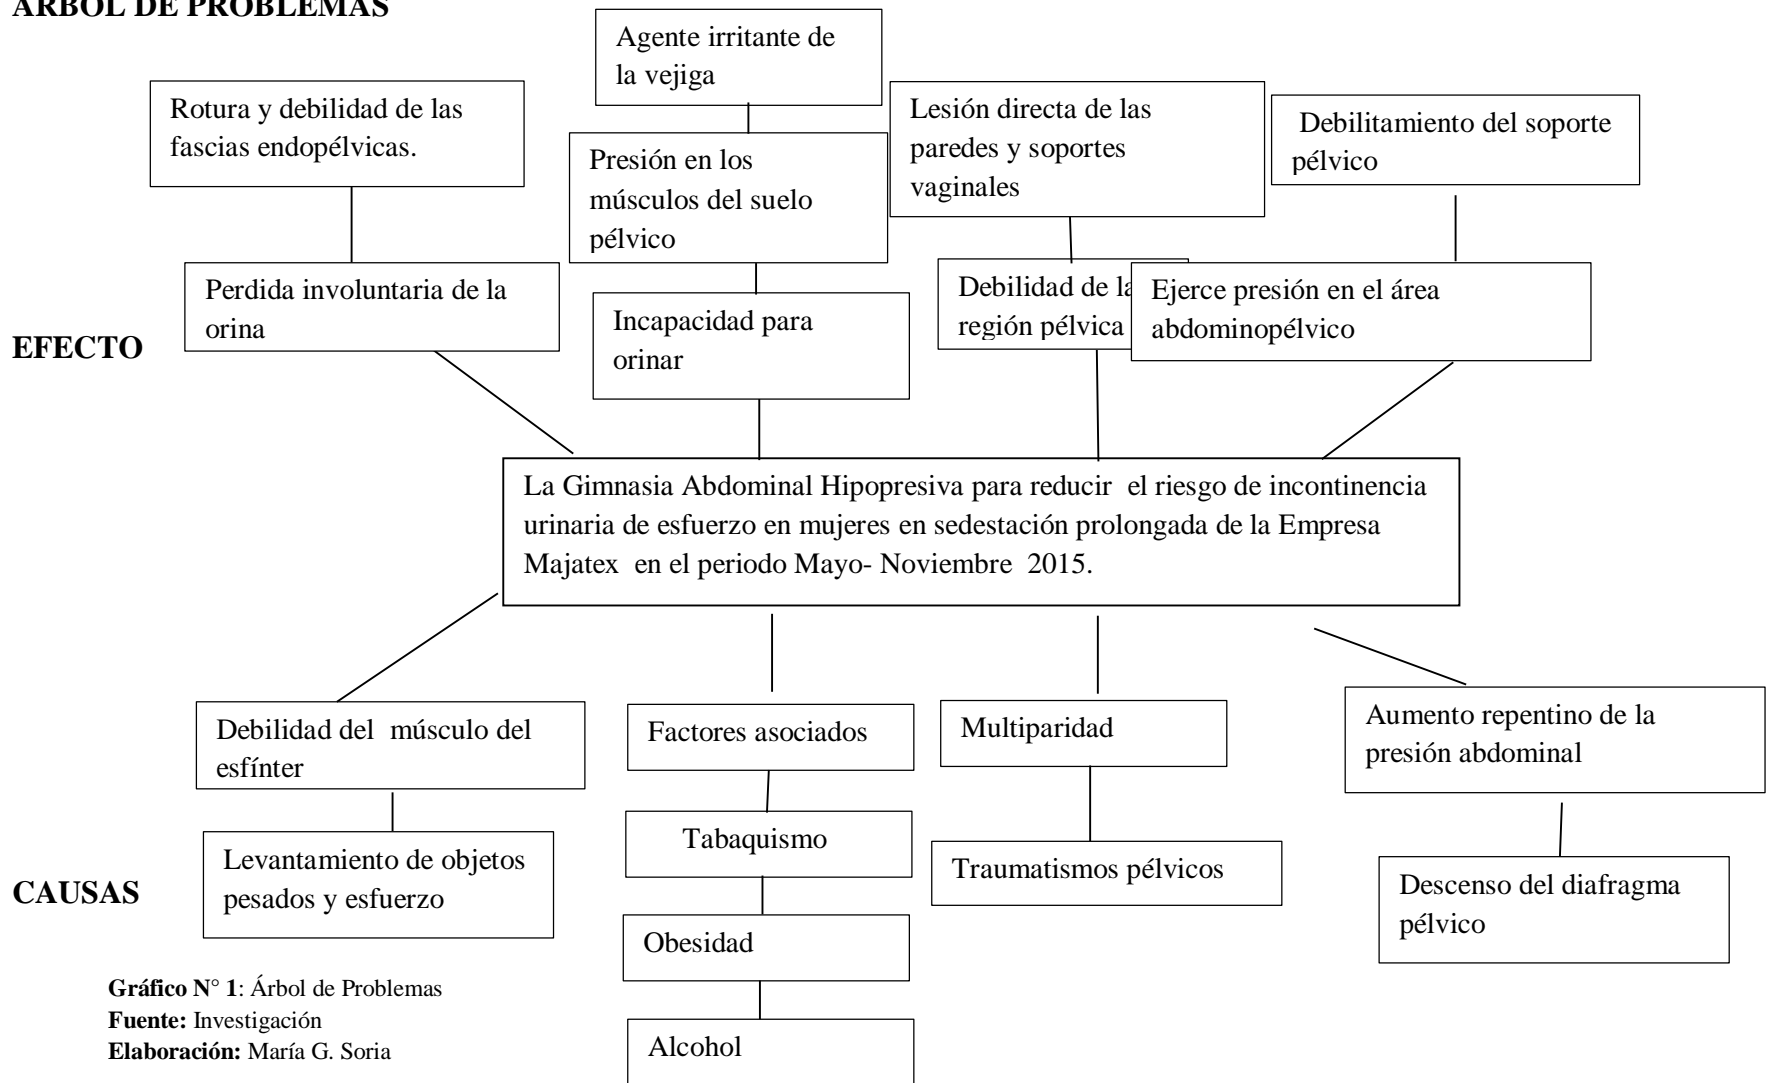 ARBOL DE PROBLEMAS
Agente irritante de
la vejiga
Rotura y debilidad de las
fascias endopélvicas.
Lesión directa de las
paredes y soportes
vaginales
Debilitamiento del soporte
pélvico
Presión en los
músculos del suelo
pélvico
Perdida involuntaria de la
orina
Incapacidad para
orinar
Debilidad de la
región pélvica
Ejerce presión en el área
abdominopélvico
EFECTO
La Gimnasia Abdominal Hipopresiva para reducir el riesgo de incontinencia
urinaria de esfuerzo en mujeres en sedestación prolongada de la Empresa
Majatex en el periodo Mayo- Noviembre 2015.
Debilidad del músculo del
esfínter
Factores asociados
Multiparidad
Aumento repentino de la
presión abdominal
Levantamiento de objetos
pesados y esfuerzo
Tabaquismo
Traumatismos pélvicos
Descenso del diafragma
pélvico
CAUSAS
Obesidad
Alcohol
Gráfico N° 1: Árbol de Problemas
Fuente: Investigación
Elaboración: María G. Soria